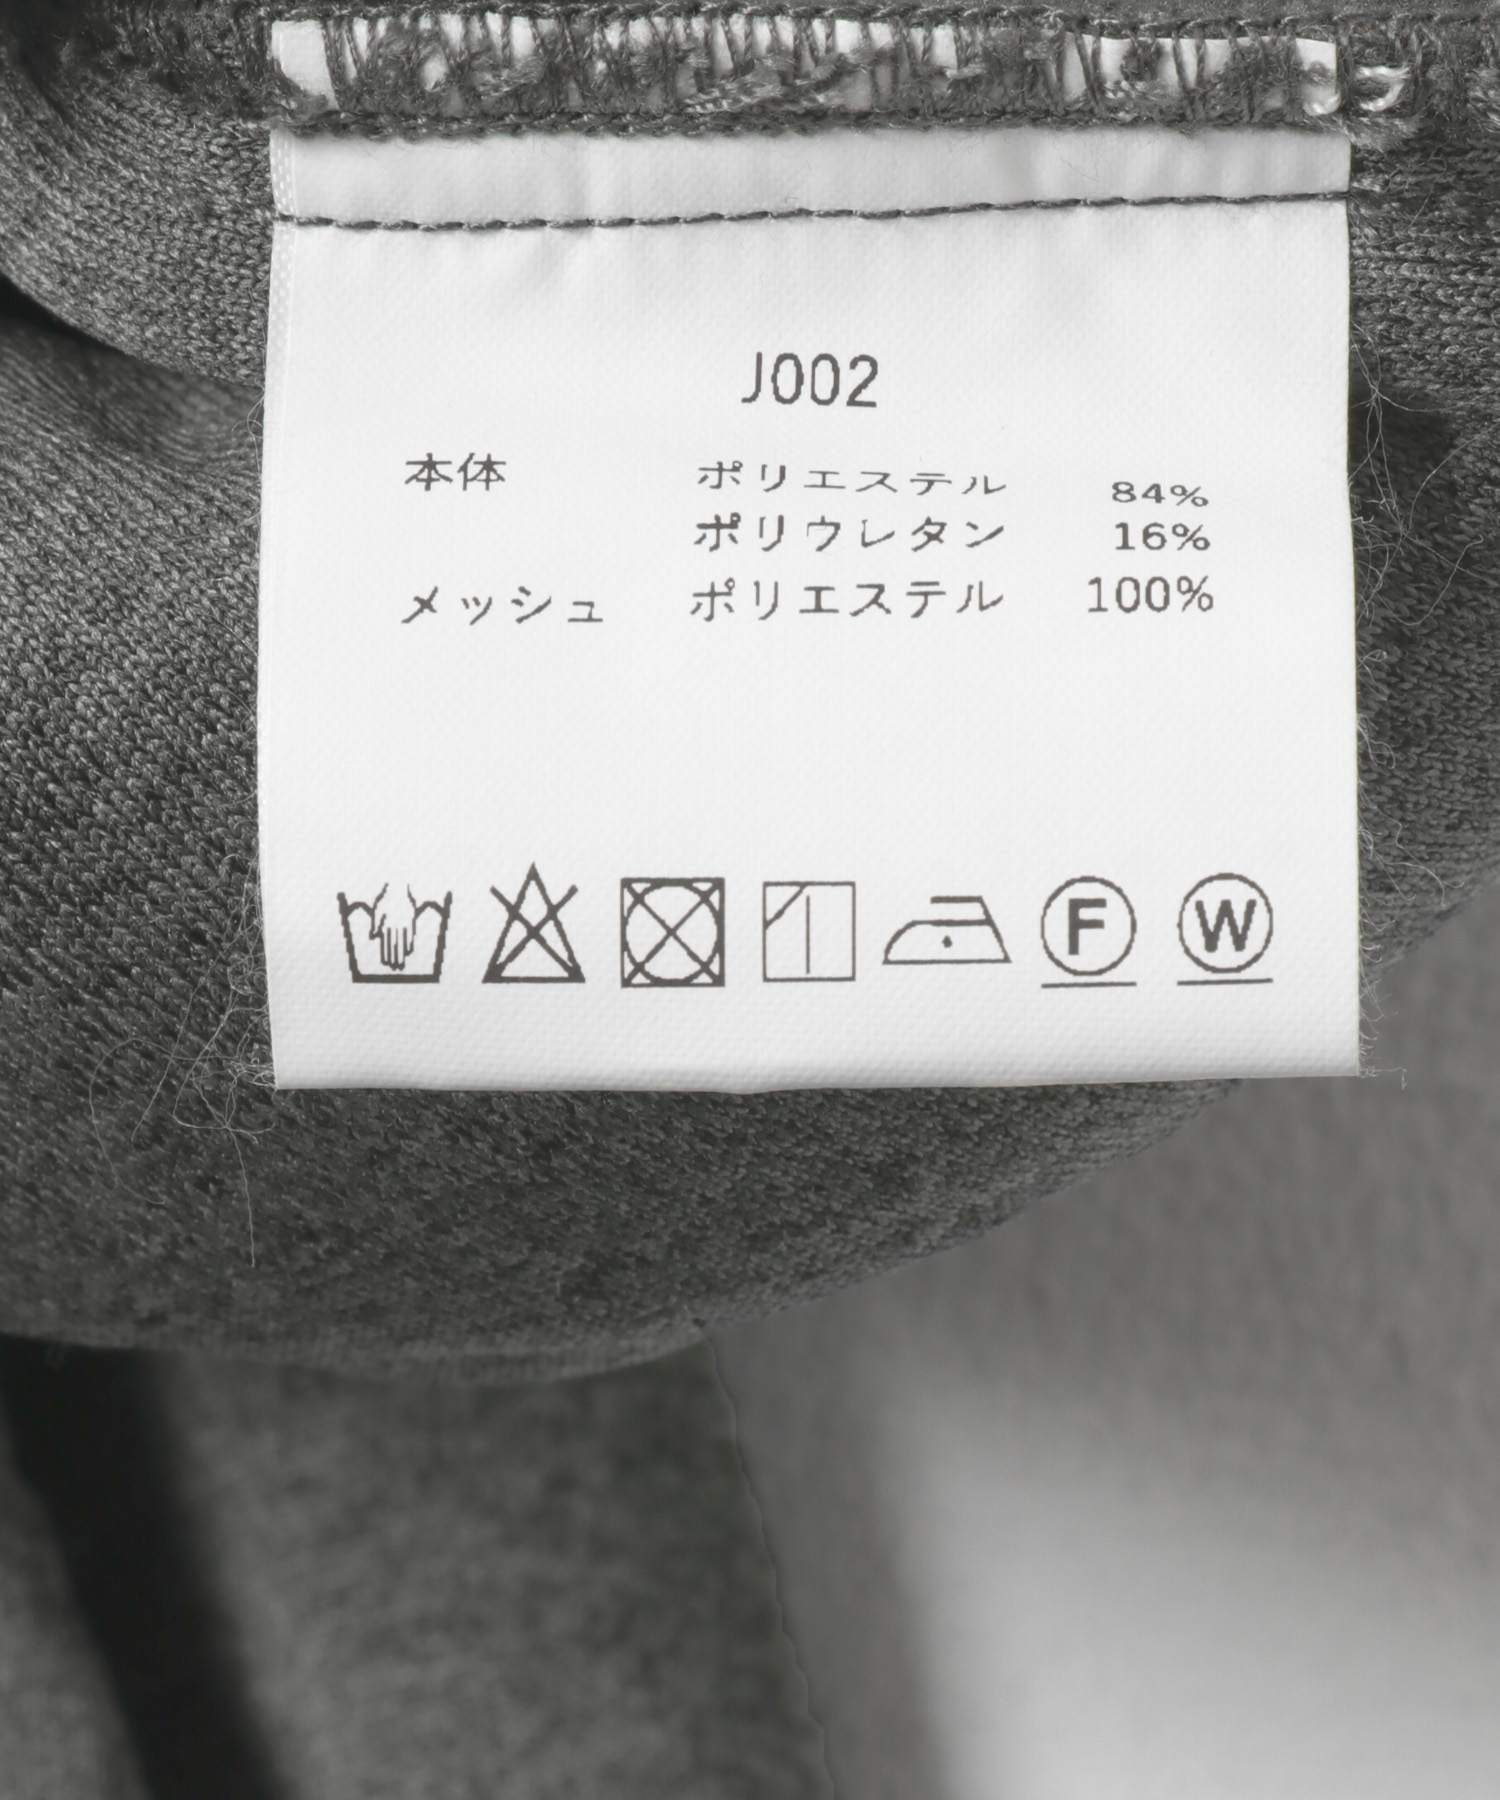 J002
本体 ポリエステル 84%
ポリウレタン 16%
メッシュ ポリエステル 100%
F W